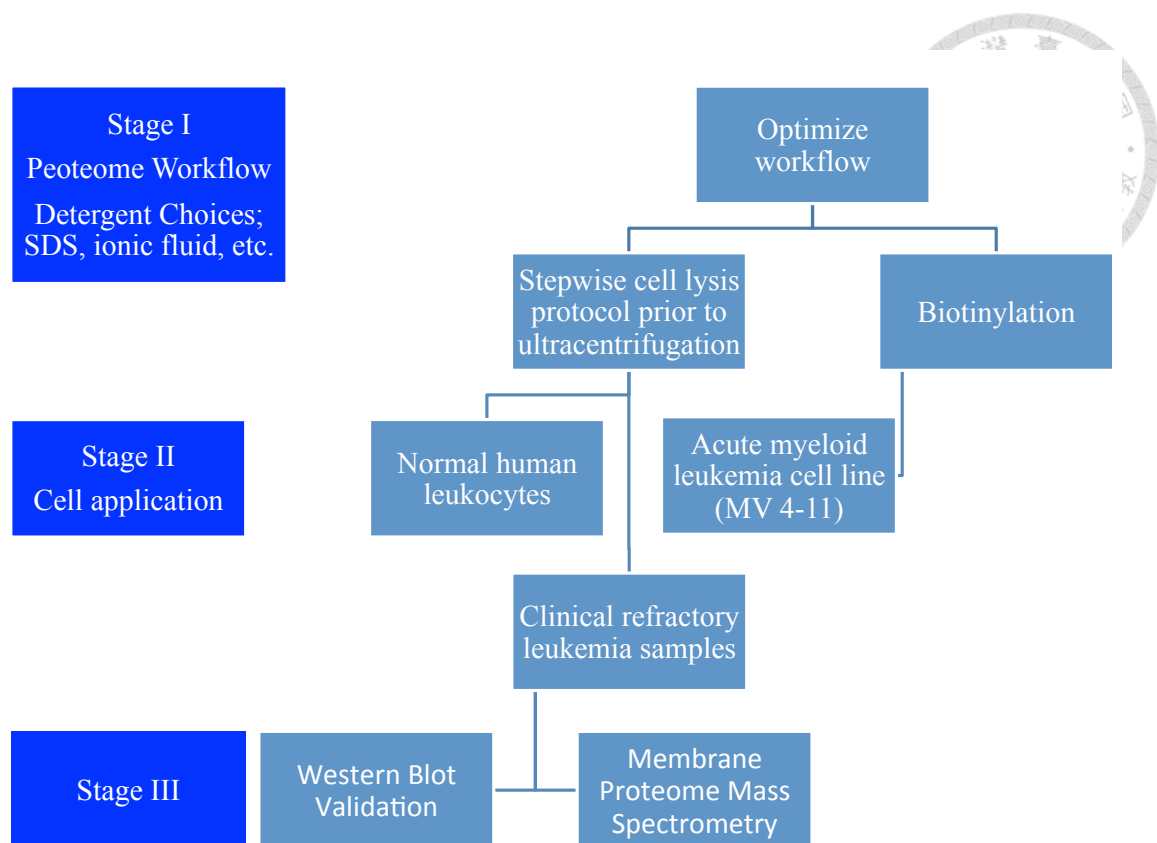 Stage I
Peoteome Workflow
Detergent Choices;
SDS, ionic fluid, etc.
Optimize
workflow
Stepwise cell lysis
protocol prior to
ultracentrifugation
Biotinylation
Stage II
Cell application
Normal human
leukocytes
Acute myeloid
leukemia cell line
(MV 4-11)
Clinical refractory
leukemia samples
Stage III
Western Blot
Validation
Membrane
Proteome Mass
Spectrometry